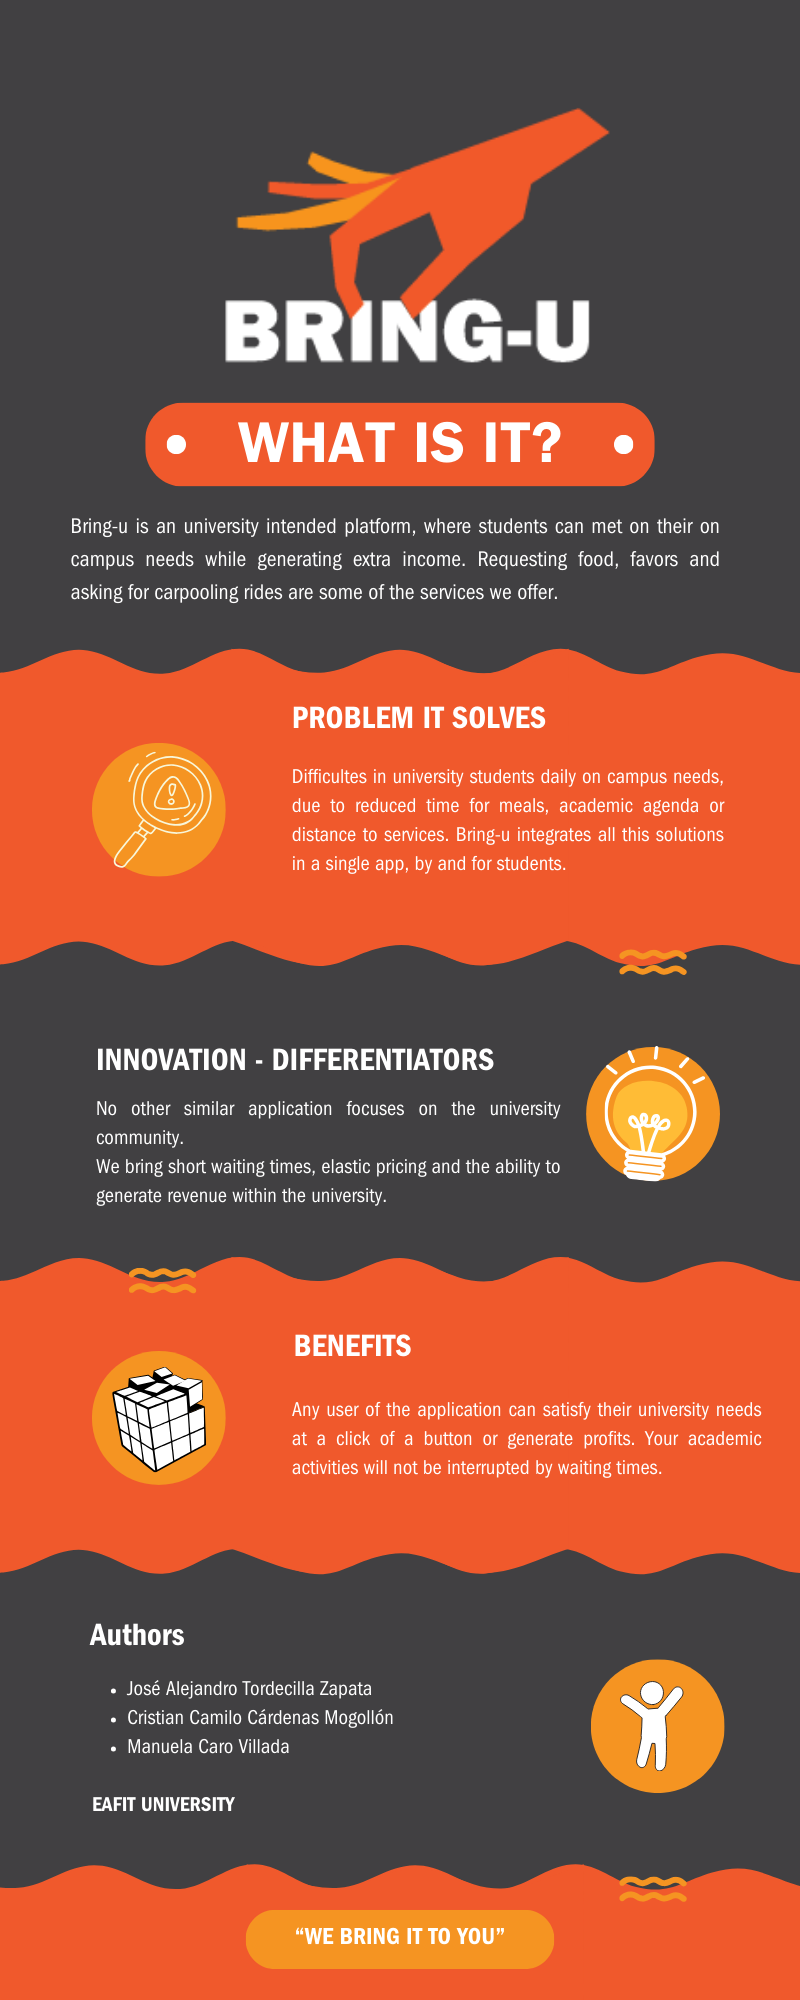 BRING-U
WHAT IS IT?
Bring-u is an university intended platform, where students can met on their on
campus needs while generating extra income. Requesting food, favors and
asking for carpooling rides are some of the services we offer.
PROBLEM IT SOLVES
Difficultes in university students daily on campus needs,
due to reduced time for meals, academic agenda or
distance to services. Bring-u integrates all this solutions
in a single app, by and for students.
INNOVATION - DIFFERENTIATORS
No other similar application focuses on the university
community.
We bring short waiting times, elastic pricing and the ability to
generate revenue within the university.
BENEFITS
Any user of the application can satisfy their university needs
at a click of a button or generate profits. Your academic
activities will not be interrupted by waiting times.
Authors
• José Alejandro Tordecilla Zapata
• Cristian Camilo Cárdenas Mogollón
• Manuela Caro Villada
EAFIT UNIVERSITY
“WE BRING IT TO YOU”